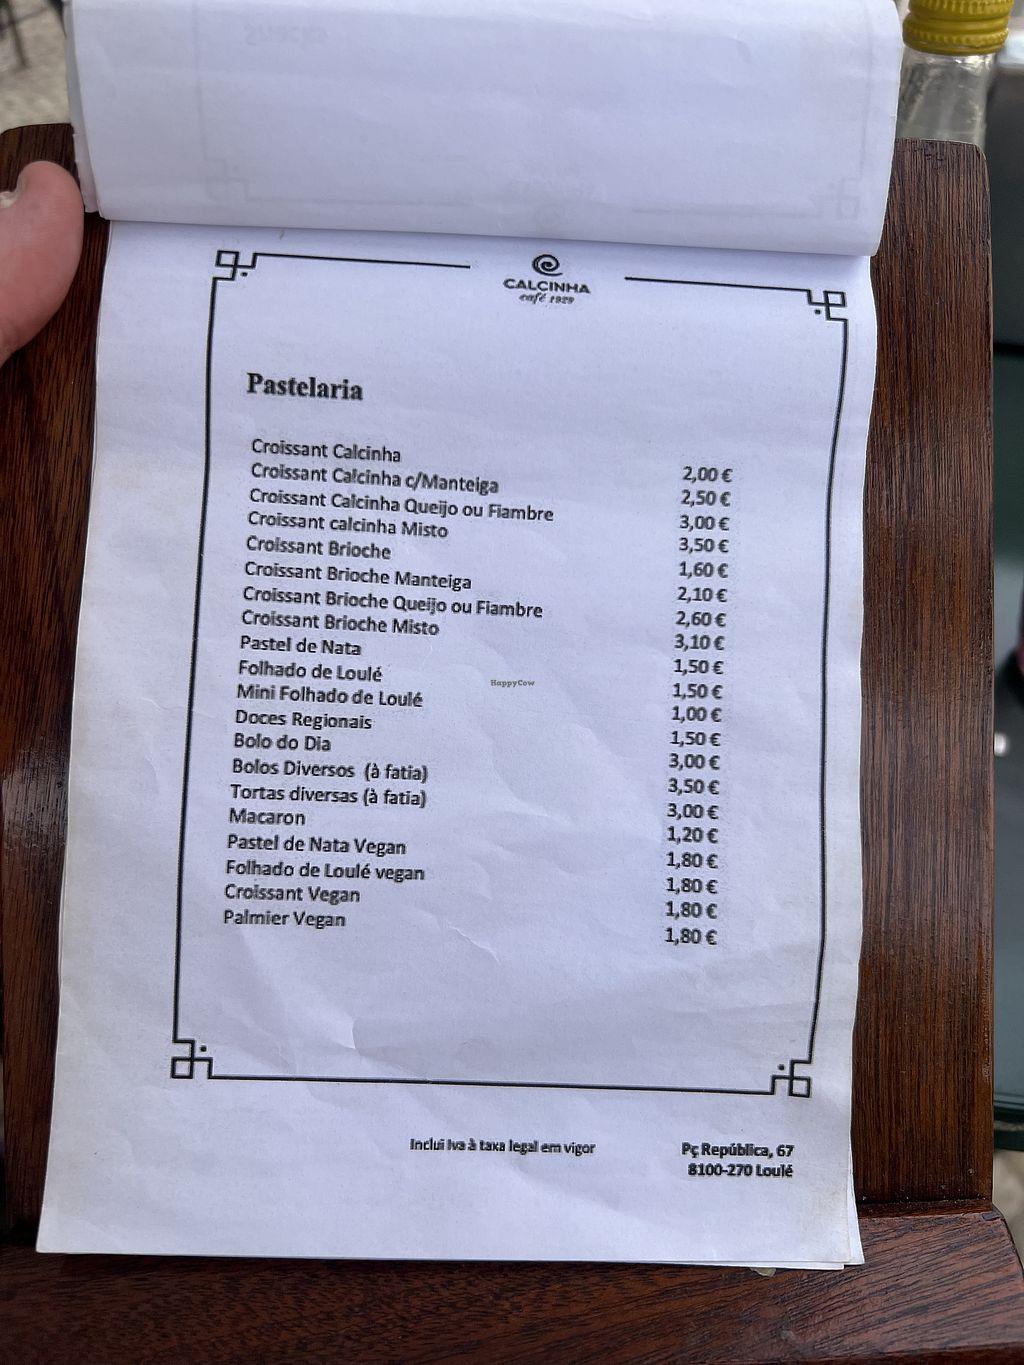 CALCINHA
café 1929
Pastelaria
Croissant Calcinha 2,00 €
Croissant Calcinha c/Manteiga 2,50 €
Croissant Calcinha Queijo ou Fiambre 3,00 €
Croissant calcinha Misto 3,50 €
Croissant Brioche 1,60 €
Croissant Brioche Manteiga 2,10 €
Croissant Brioche Queijo ou Fiambre 2,60 €
Croissant Brioche Misto 3,10 €
Pastel de Nata 1,50 €
Folhado de Loulé 1,50 €
Mini Folhado de Loulé 1,00 €
Doces Regionais 1,50 €
Bolo do Dia 3,00 €
Bolos Diversos (à fatia) 3,50 €
Tortas diversas (à fatia) 3,00 €
Macaron 1,20 €
Pastel de Nata Vegan 1,80 €
Folhado de Loulé vegan 1,80 €
Croissant Vegan 1,80 €
Palmier Vegan 1,80 €
HappyCow
Inclui Iva à taxa legal em vigor
Pç República, 67
8100-270 Loulé